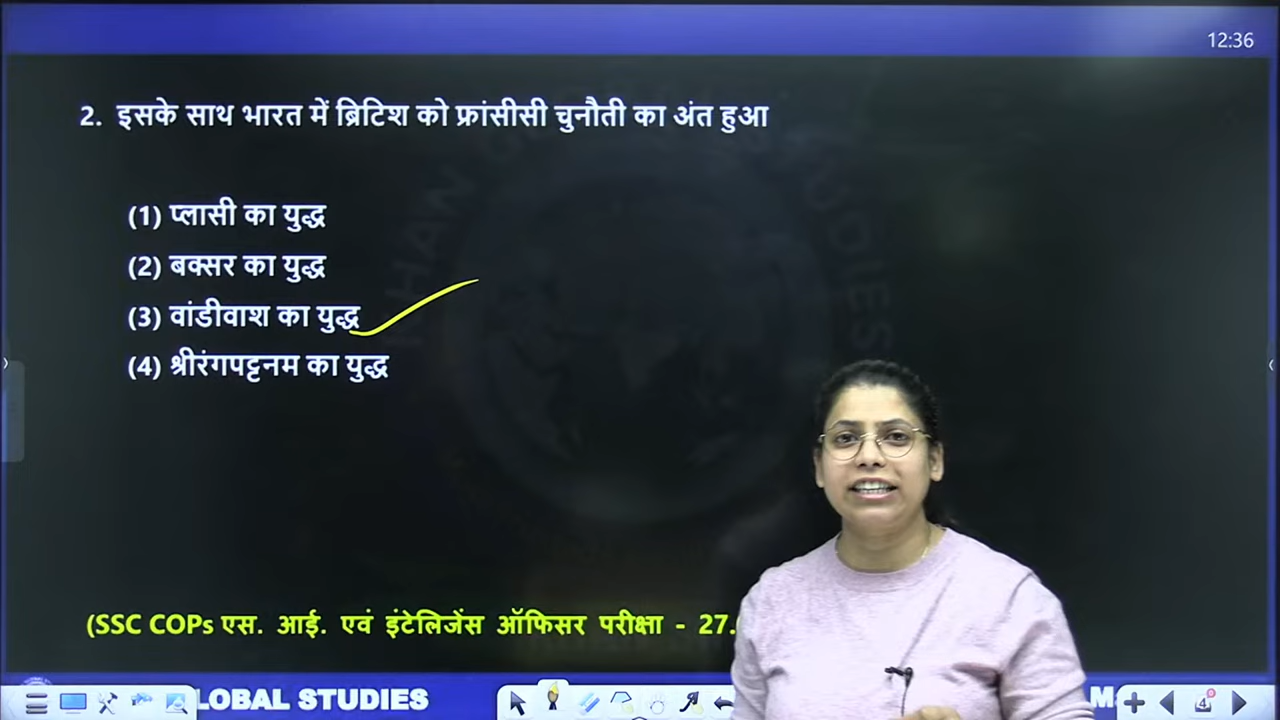 12:36
2. इसके साथ भारत में ब्रिटिश को फ्रांसीसी चुनौती का अंत हुआ
(1) प्लासी का युद्ध
(2) बक्सर का युद्ध
(3) वांडीवाश का युद्ध
(4) श्रीरंगपट्टनम का युद्ध
(SSC COPs एस. आई. एवं इंटेलिजेंस ऑफिसर परीक्षा - 27.
LOBAL STUDIES
4